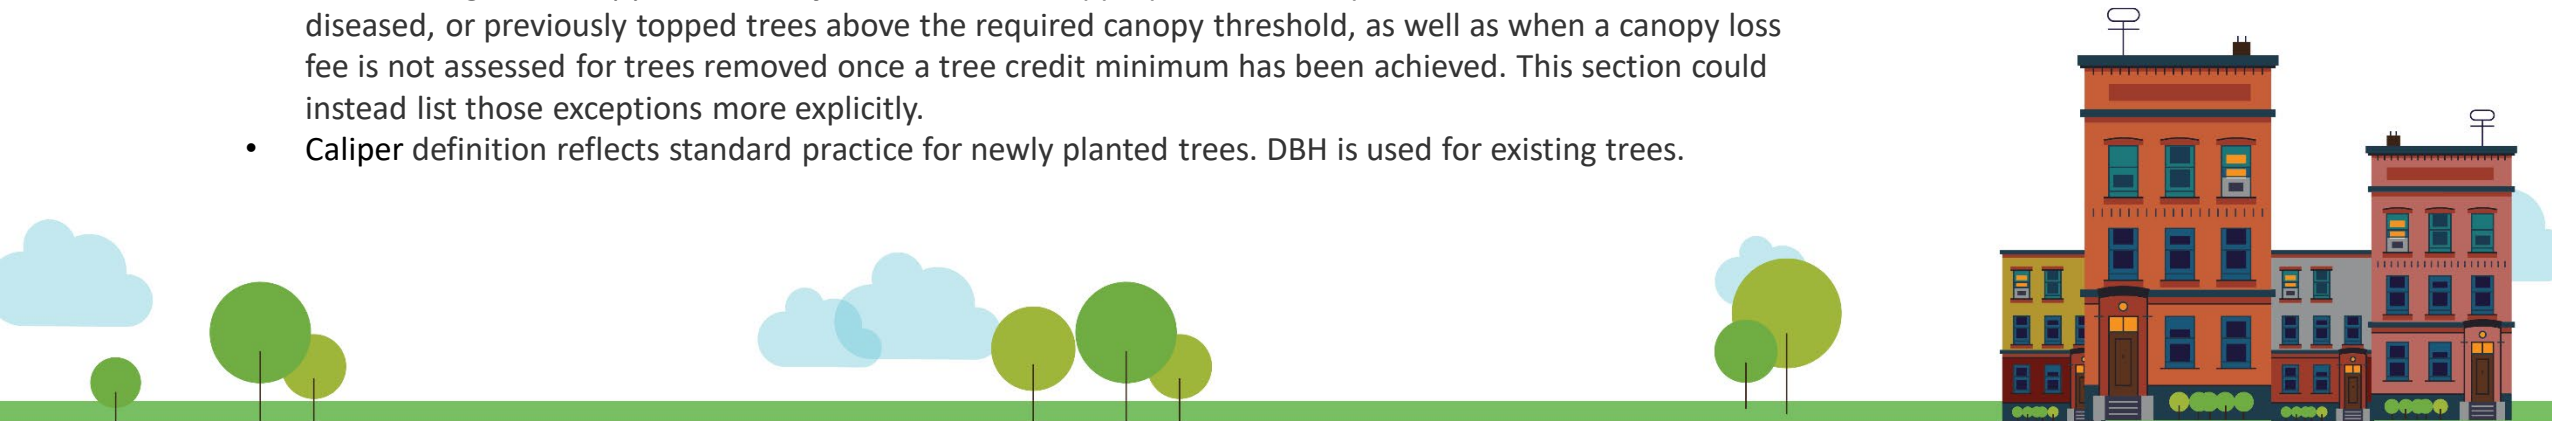 diseased, or previously topped trees above the required canopy threshold, as well as when a canopy loss
fee is not assessed for trees removed once a tree credit minimum has been achieved. This section could
instead list those exceptions more explicitly.
• Caliper definition reflects standard practice for newly planted trees. DBH is used for existing trees.